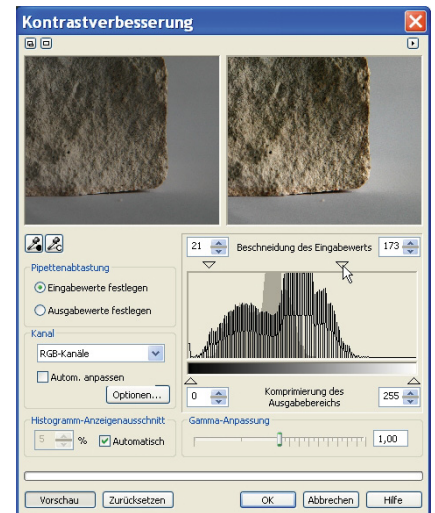 Kontrastverbesserung
21 Beschneidung des Eingabewerts 173
Pipettenabtastung
Eingabewerte festlegen
Ausgabewerte festlegen
Kanal
RGB-Kanäle
Autom. anpassen
Optionen...
0 Komprimierung des Ausgabebereichs 255
Histogramm-Anzeigenausschnitt
5 % Automatisch
Gamma-Anpassung
1,00
Vorschau Zurücksetzen OK Abbrechen Hilfe